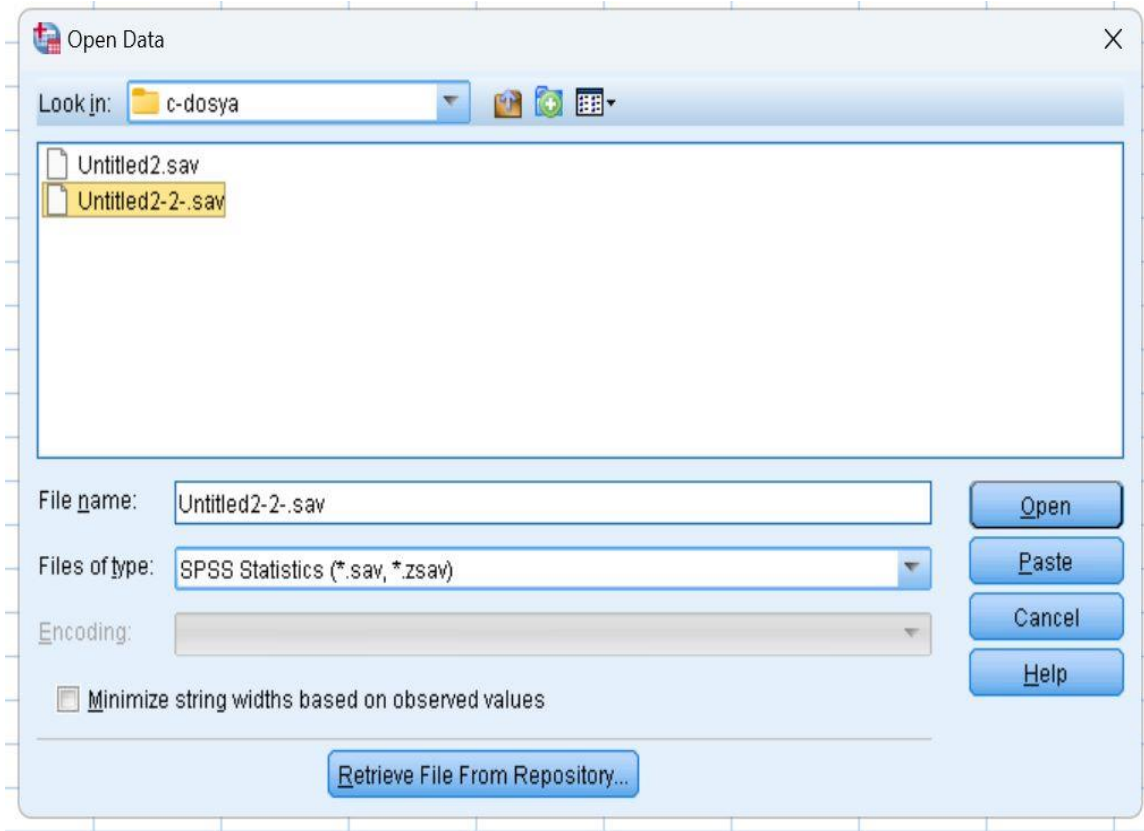 Open Data
Look in: c-dosya
Untitled2.sav
Untitled2-2-.sav
File name: Untitled2-2-.sav
Open
Files of type: SPSS Statistics (*.sav, *.zsav)
Paste
Encoding:
Cancel
Help
Minimize string widths based on observed values
Retrieve File From Repository...